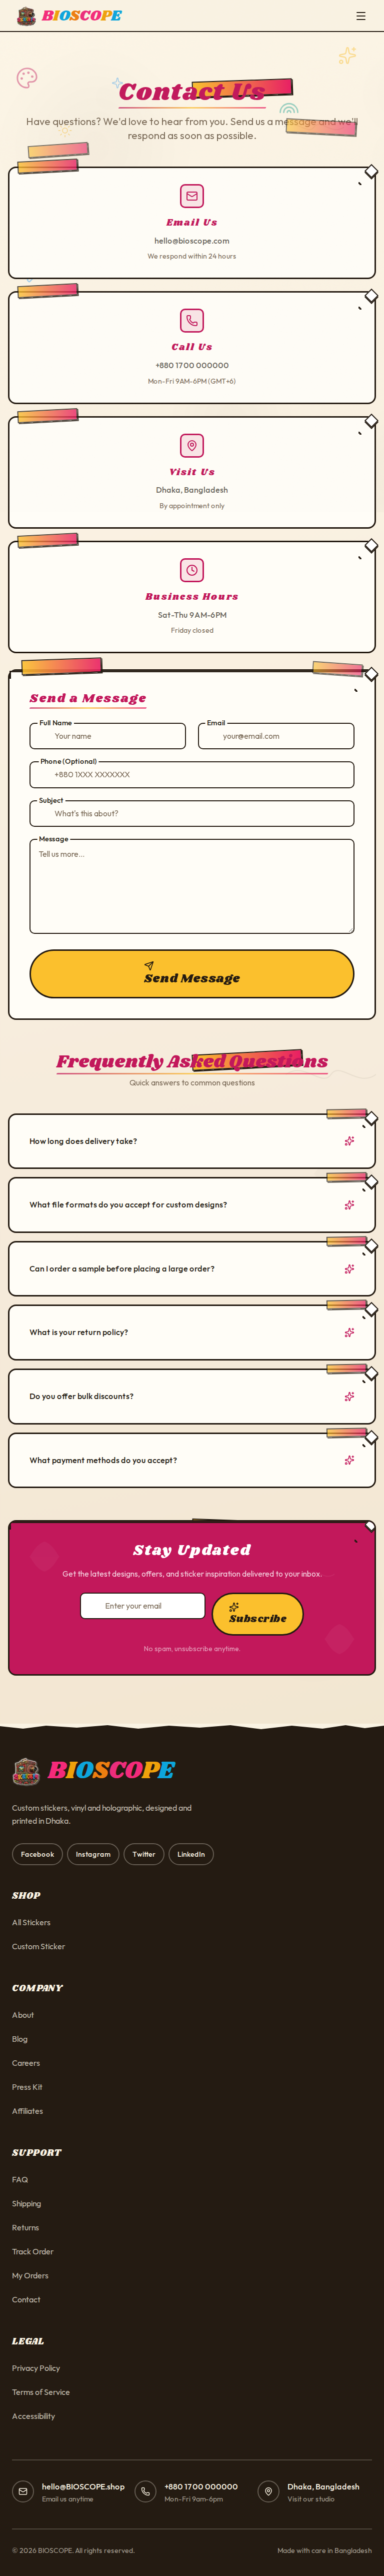 BIOSCOPE
Contact Us
Have questions? We'd love to hear from you. Send us a message and we'll
respond as soon as possible.
Email Us
hello@bioscope.com
We respond within 24 hours
Call Us
+880 1700 000000
Mon-Fri 9AM-6PM (GMT+6)
Visit Us
Dhaka, Bangladesh
By appointment only
Business Hours
Sat-Thu 9AM-6PM
Friday closed
Send a Message
Full Name
Your name
Email
your@email.com
Phone (Optional)
+880 1XXX XXXXXXX
Subject
What's this about?
Message
Tell us more...
Send Message
Frequently Asked Questions
Quick answers to common questions
How long does delivery take?
What file formats do you accept for custom designs?
Can I order a sample before placing a large order?
What is your return policy?
Do you offer bulk discounts?
What payment methods do you accept?
Stay Updated
Get the latest designs, offers, and sticker inspiration delivered to your inbox.
Enter your email
Subscribe
No spam, unsubscribe anytime.
BIOSCOPE
Custom stickers, vinyl and holographic, designed and
printed in Dhaka.
Facebook
Instagram
Twitter
LinkedIn
SHOP
All Stickers
Custom Sticker
COMPANY
About
Blog
Careers
Press Kit
Affiliates
SUPPORT
FAQ
Shipping
Returns
Track Order
My Orders
Contact
LEGAL
Privacy Policy
Terms of Service
Accessibility
hello@BIOSCOPE.shop
Email us anytime
+880 1700 000000
Mon-Fri 9am-6pm
Dhaka, Bangladesh
Visit our studio
© 2026 BIOSCOPE. All rights reserved.
Made with care in Bangladesh